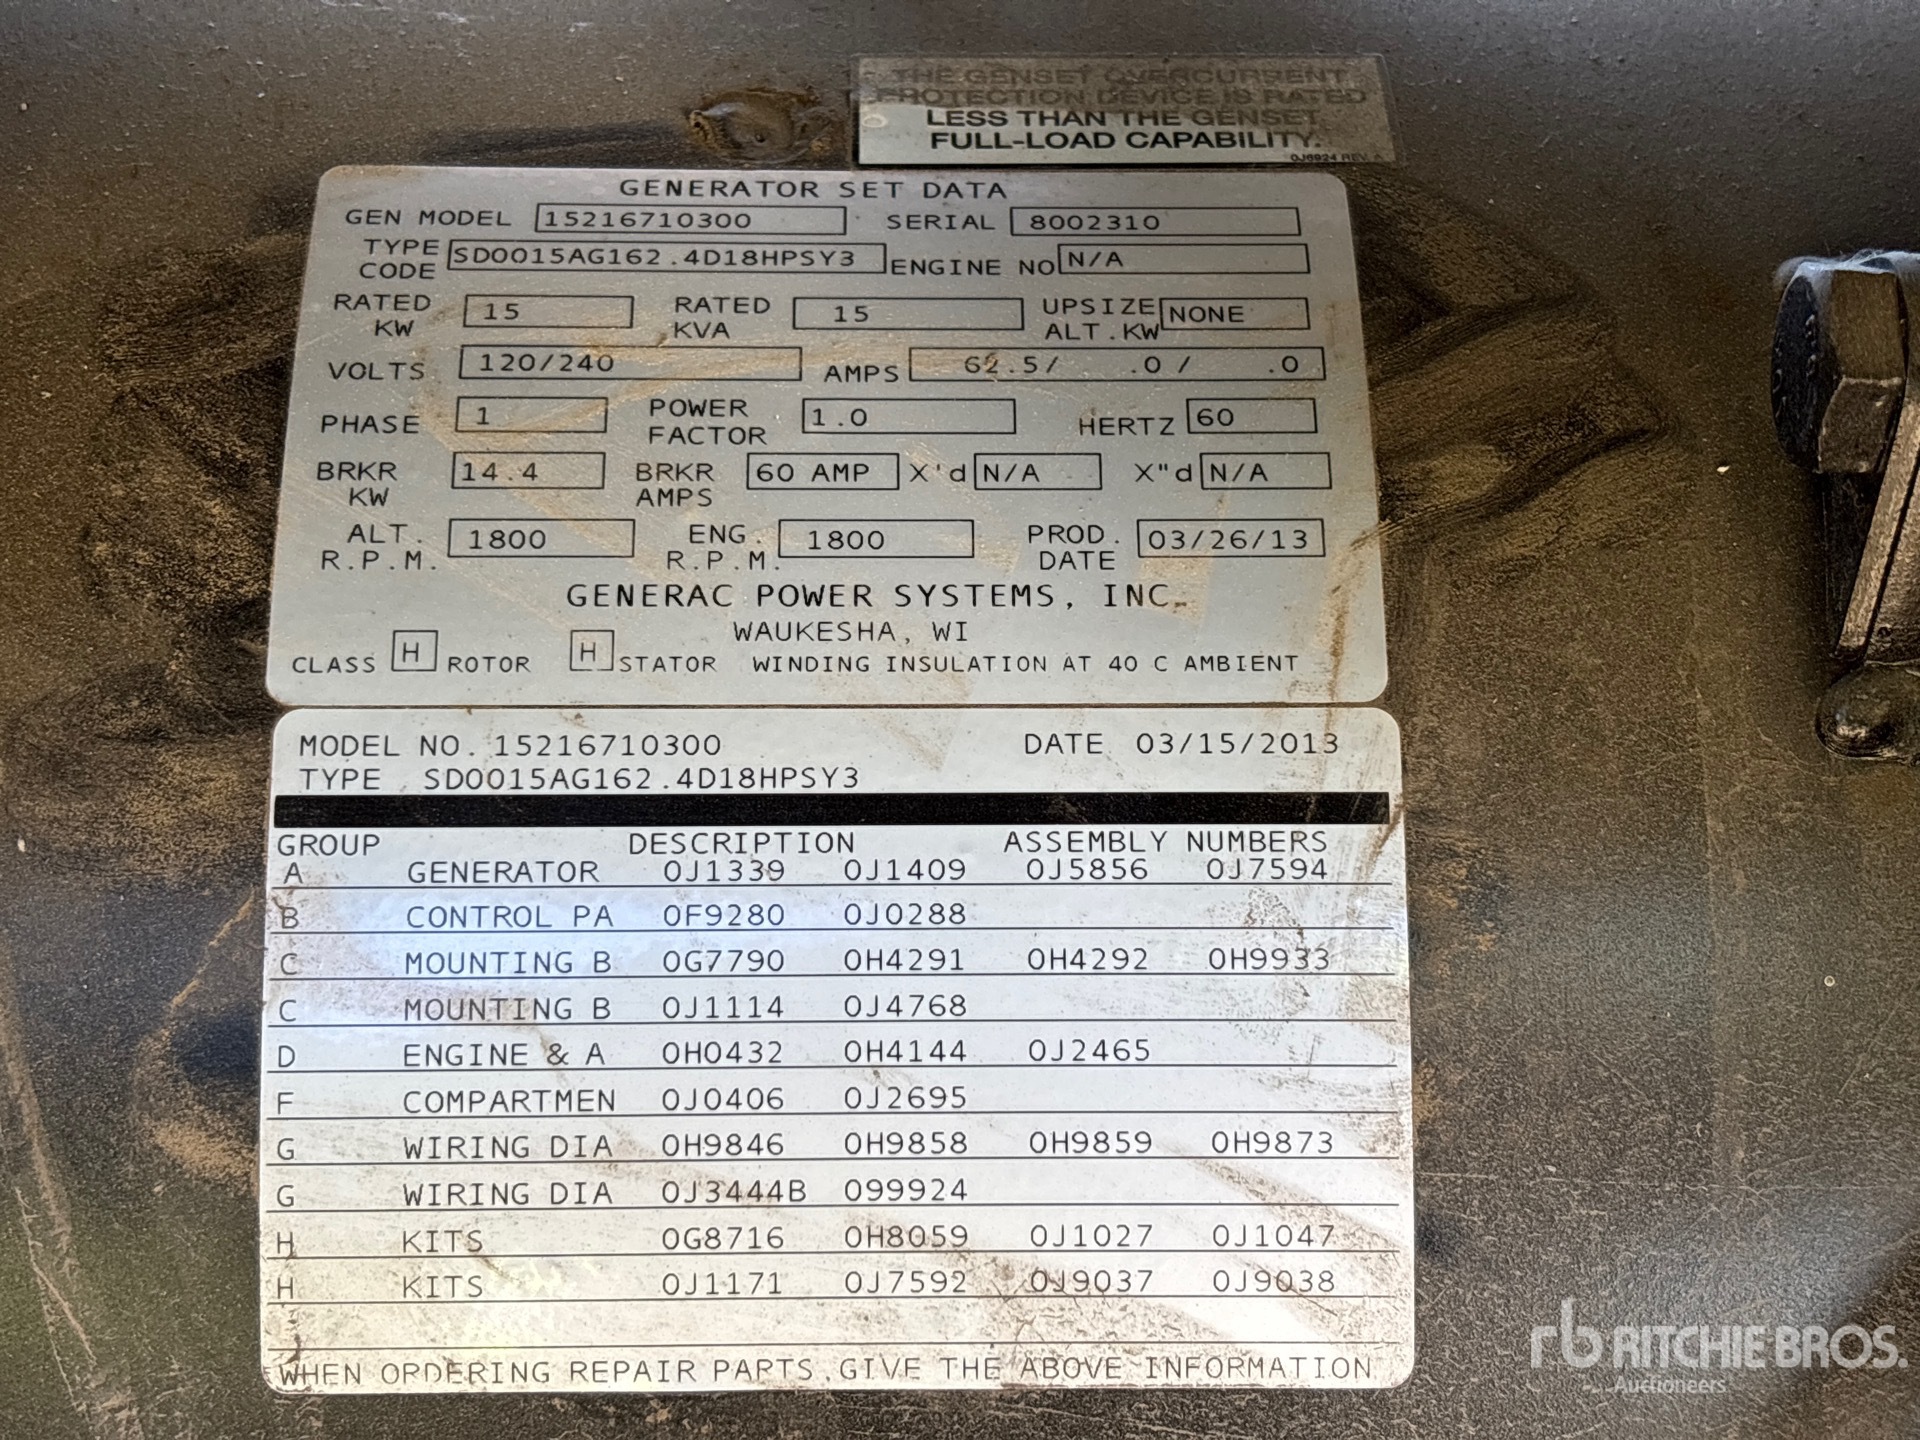 THE GENSET OVERCURRENT
PROTECTION DEVICE IS RATED
LESS THAN THE GENSET
FULL-LOAD CAPABILITY.
0J6924 REV. A
GENERATOR SET DATA
GEN MODEL 15216710300 SERIAL 8002310
TYPE CODE SD0015AG162.4D18HPSY3 ENGINE NO N/A
RATED KW 15 RATED KVA 15 UPSIZE ALT.KW NONE
VOLTS 120/240 AMPS 62.5/ .0/ .0
PHASE 1 POWER FACTOR 1.0 HERTZ 60
BRKR KW 14.4 BRKR AMPS 60 AMP X'd N/A X"d N/A
ALT. R.P.M. 1800 ENG. R.P.M. 1800 PROD. DATE 03/26/13
GENERAC POWER SYSTEMS, INC.
WAUKESHA, WI
CLASS H ROTOR H STATOR WINDING INSULATION AT 40 C AMBIENT
MODEL NO. 15216710300 DATE 03/15/2013
TYPE SD0015AG162.4D18HPSY3
GROUP DESCRIPTION ASSEMBLY NUMBERS
A GENERATOR 0J1339 0J1409 0J5856 0J7594
B CONTROL PA 0F9280 0J0288
C MOUNTING B 0G7790 0H4291 0H4292 0H9933
C MOUNTING B 0J1114 0J4768
D ENGINE & A 0H0432 0H4144 0J2465
F COMPARTMEN 0J0406 0J2695
G WIRING DIA 0H9846 0H9858 0H9859 0H9873
G WIRING DIA 0J3444B 099924
H KITS 0G8716 0H8059 0J1027 0J1047
H KITS 0J1171 0J7592 0J9037 0J9038
WHEN ORDERING REPAIR PARTS,GIVE THE ABOVE INFORMATION
rb RITCHIE BROS.
Auctioneers